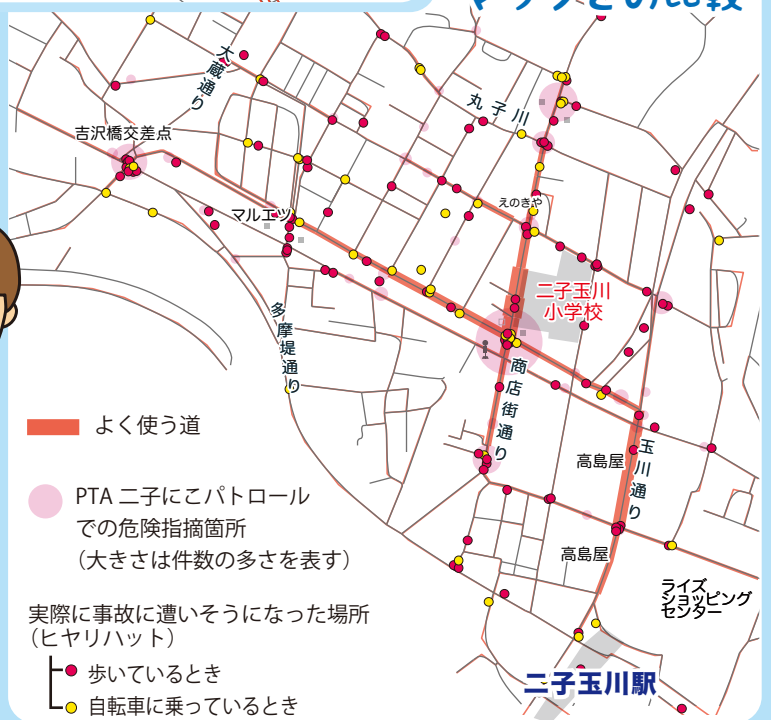 大蔵通り
丸子川
吉沢橋交差点
えのきや
マルエツ
二子玉川
小学校
多摩堤通り
商店街通り
よく使う道
高島屋
玉川通り
PTA 二子にこパトロール
での危険指摘箇所
（大きさは件数の多さを表す）
高島屋
ライズ
ショッピング
センター
実際に事故に遭いそうになった場所
（ヒヤリハット）
歩いているとき
自転車に乗っているとき
二子玉川駅